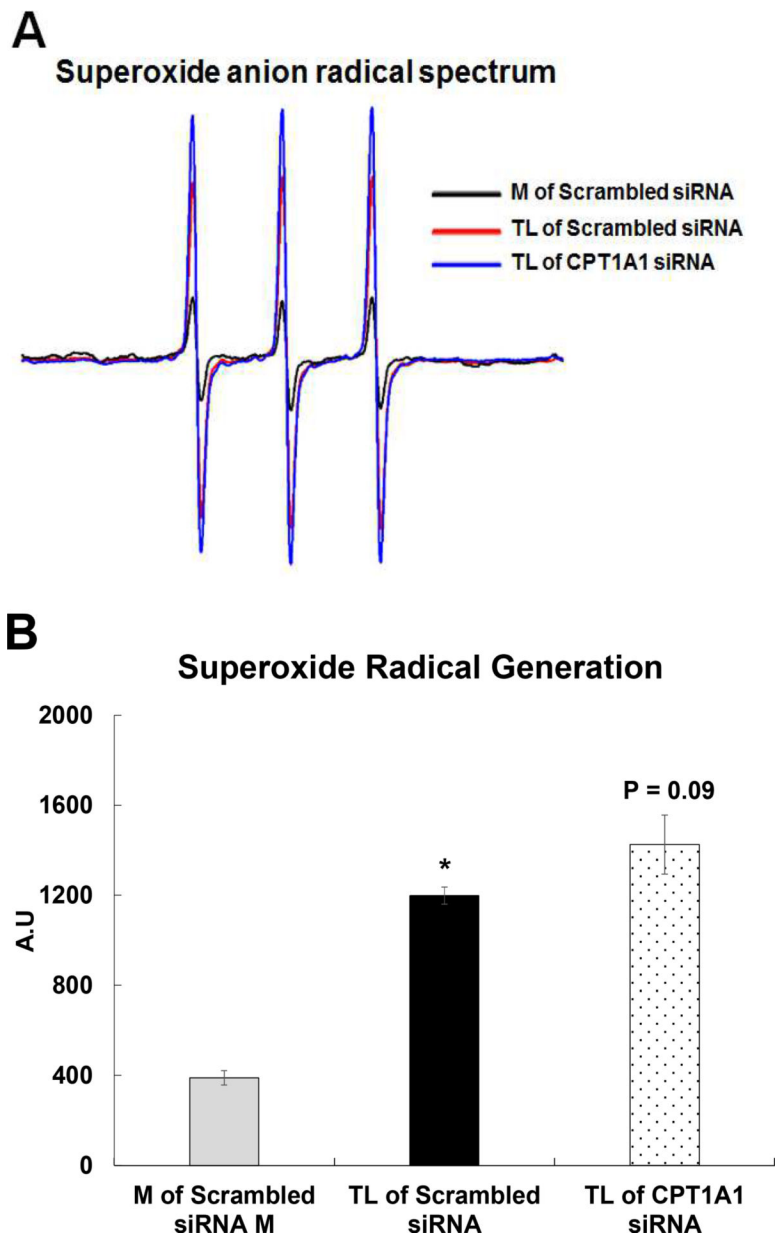 A
Superoxide anion radical spectrum
M of Scrambled siRNA
TL of Scrambled siRNA
TL of CPT1A1 siRNA
B
Superoxide Radical Generation
2000
1600
1200
800
400
0
A.U
*
P = 0.09
M of Scrambled
siRNA M
TL of Scrambled
siRNA
TL of CPT1A1
siRNA